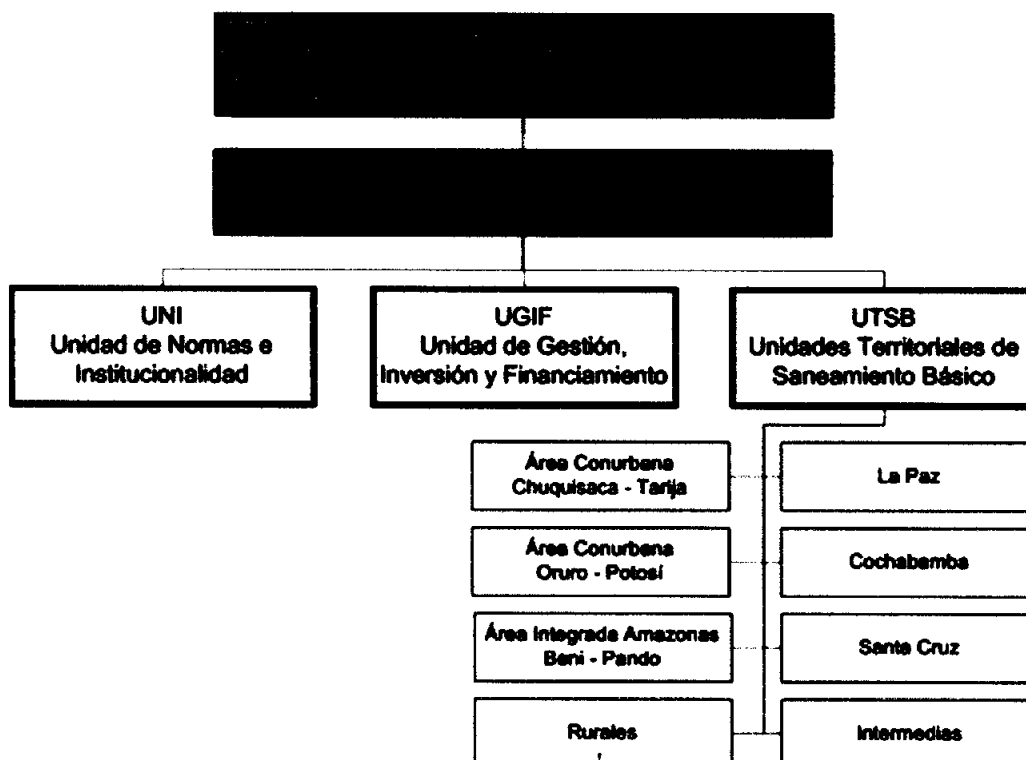 UNI
Unidad de Normas e
Institucionalidad
UGIF
Unidad de Gestión,
Inversión y Financiamiento
UTSB
Unidades Territoriales de
Saneamiento Básico
Área Conurbana
Chuquisaca - Tarija
La Paz
Área Conurbana
Oruro - Potosí
Cochabamba
Área Integrada Amazonas
Beni - Pando
Santa Cruz
Rurales
Intermedias